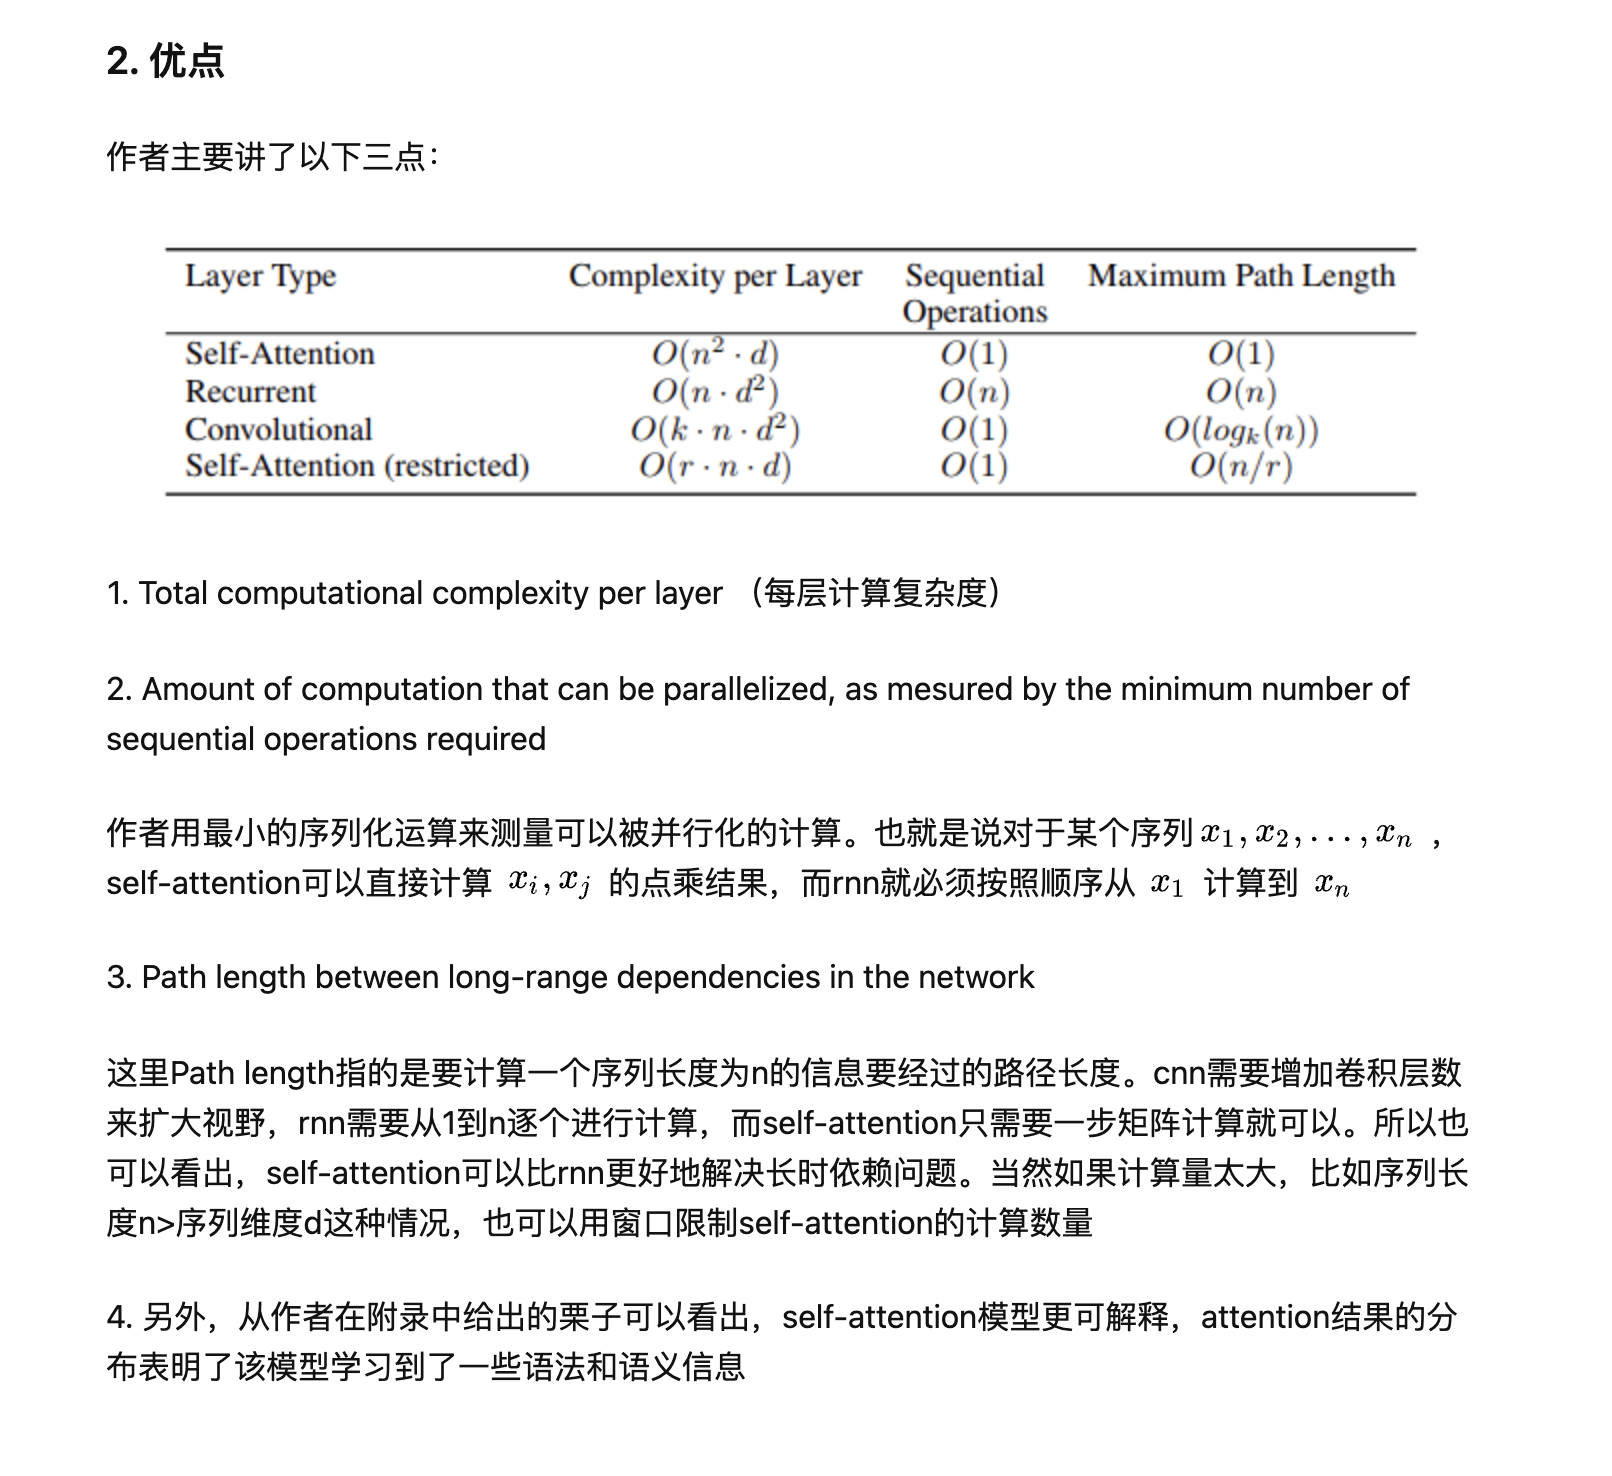 2. 优点
作者主要讲了以下三点：
Layer Type Complexity per Layer Sequential Operations Maximum Path Length
Self-Attention O(n² · d) O(1) O(1)
Recurrent O(n · d²) O(n) O(n)
Convolutional O(k · n · d²) O(1) O(logₖ(n))
Self-Attention (restricted) O(r · n · d) O(1) O(n/r)
1. Total computational complexity per layer （每层计算复杂度）
2. Amount of computation that can be parallelized, as mesured by the minimum number of
sequential operations required
作者用最小的序列化运算来测量可以被并行化的计算。也就是说对于某个序列 x₁, x₂, . . . , xₙ ，
self-attention可以直接计算 xᵢ, xⱼ 的点乘结果，而rnn就必须按照顺序从 x₁ 计算到 xₙ
3. Path length between long-range dependencies in the network
这里Path length指的是要计算一个序列长度为n的信息要经过的路径长度。cnn需要增加卷积层数
来扩大视野，rnn需要从1到n逐个进行计算，而self-attention只需要一步矩阵计算就可以。所以也
可以看出，self-attention可以比rnn更好地解决长时依赖问题。当然如果计算量太大，比如序列长
度n>序列维度d这种情况，也可以用窗口限制self-attention的计算数量
4. 另外，从作者在附录中给出的栗子可以看出，self-attention模型更可解释，attention结果的分
布表明了该模型学习到了一些语法和语义信息